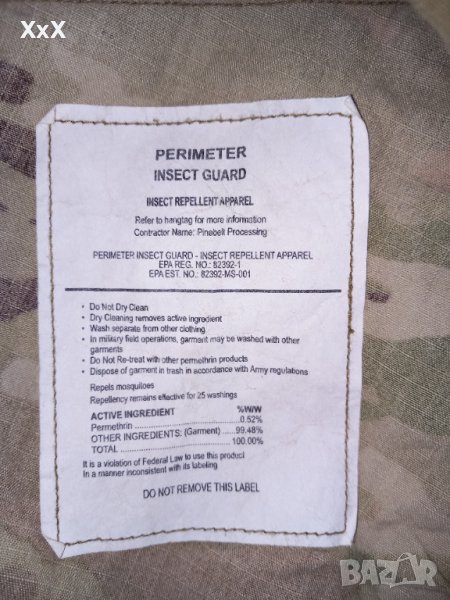 XxX
PERIMETER
INSECT GUARD
INSECT REPELLENT APPAREL
Refer to hangtag for more information
Contractor Name: Pinebelt Processing
PERIMETER INSECT GUARD - INSECT REPELLENT APPAREL
EPA REG. NO.: 82392-1
EPA EST. NO.: 82392-MS-001
• Do Not Dry Clean
• Dry Cleaning removes active ingredient
• Wash separate from other clothing
• In military field operations, garment may be washed with other
garments
• Do Not Re-treat with other permethrin products
• Dispose of garment in trash in accordance with Army regulations
Repels mosquitoes
Repellency remains effective for 25 washings
ACTIVE INGREDIENT %W/W
Permethrin ........................0.52%
OTHER INGREDIENTS: (Garment) .....99.48%
TOTAL ........................100.00%
It is a violation of Federal Law to use this product
In a manner inconsistent with its labeling
DO NOT REMOVE THIS LABEL
BAZAR